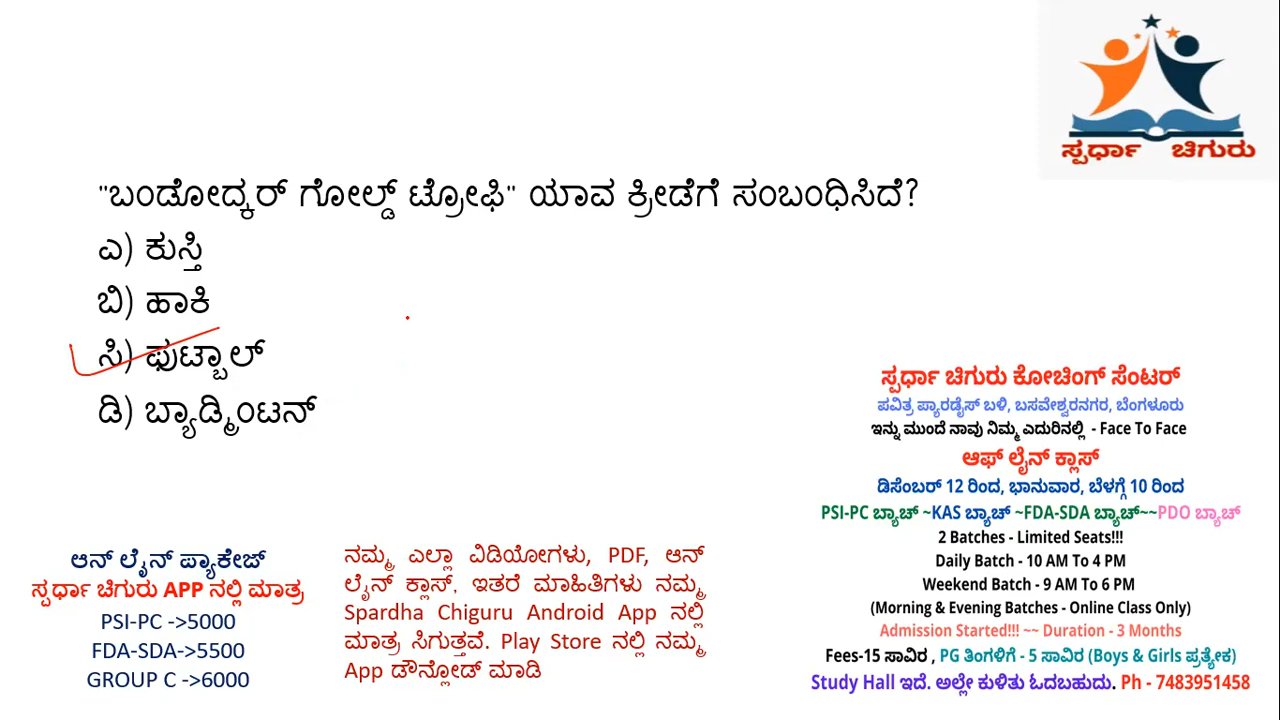 ಸ್ಪರ್ಧಾ ಚಿಗುರು
"ಬಂಡೋದ್ಕರ್ ಗೋಲ್ಡ್ ಟ್ರೋಫಿ" ಯಾವ ಕ್ರೀಡೆಗೆ ಸಂಬಂಧಿಸಿದೆ?
ಎ) ಕುಸ್ತಿ
ಬಿ) ಹಾಕಿ
ಸಿ) ಫುಟ್ಬಾಲ್
ಡಿ) ಬ್ಯಾಡ್ಮಿಂಟನ್
ಸ್ಪರ್ಧಾ ಚಿಗುರು ಕೋಚಿಂಗ್ ಸೆಂಟರ್
ಪವಿತ್ರ ಪ್ಯಾರಡೈಸ್ ಬಳಿ, ಬಸವೇಶ್ವರನಗರ, ಬೆಂಗಳೂರು
ಇನ್ನು ಮುಂದೆ ನಾವು ನಿಮ್ಮ ಎದುರಿನಲ್ಲಿ - Face To Face
ಆಫ್ ಲೈನ್ ಕ್ಲಾಸ್
ಡಿಸೆಂಬರ್ 12 ರಿಂದ, ಭಾನುವಾರ, ಬೆಳಗ್ಗೆ 10 ರಿಂದ
PSI-PC ಬ್ಯಾಚ್ ~KAS ಬ್ಯಾಚ್ ~FDA-SDA ಬ್ಯಾಚ್~~PDO ಬ್ಯಾಚ್
2 Batches - Limited Seats!!!
Daily Batch - 10 AM To 4 PM
Weekend Batch - 9 AM To 6 PM
(Morning & Evening Batches - Online Class Only)
Admission Started!!! ~~ Duration - 3 Months
Fees-15 ಸಾವಿರ , PG ತಿಂಗಳಿಗೆ - 5 ಸಾವಿರ (Boys & Girls ಪ್ರತ್ಯೇಕ)
Study Hall ಇದೆ. ಅಲ್ಲೇ ಕುಳಿತು ಓದಬಹುದು. Ph - 7483951458
ಆನ್ ಲೈನ್ ಪ್ಯಾಕೇಜ್
ಸ್ಪರ್ಧಾ ಚಿಗುರು APP ನಲ್ಲಿ ಮಾತ್ರ
PSI-PC ->5000
FDA-SDA->5500
GROUP C ->6000
ನಮ್ಮ ಎಲ್ಲಾ ವಿಡಿಯೋಗಳು, PDF, ಆನ್
ಲೈನ್ ಕ್ಲಾಸ್. ಇತರೆ ಮಾಹಿತಿಗಳು ನಮ್ಮ
Spardha Chiguru Android App ನಲ್ಲಿ
ಮಾತ್ರ ಸಿಗುತ್ತವೆ. Play Store ನಲ್ಲಿ ನಮ್ಮ
App ಡೌನ್ಲೋಡ್ ಮಾಡಿ